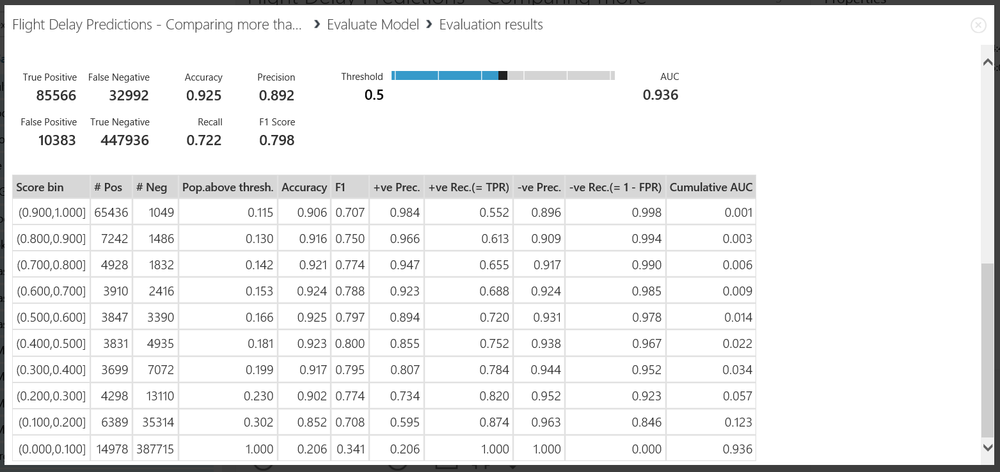 Flight Delay Predictions - Comparing more
Properties
Flight Delay Predictions - Comparing more tha... › Evaluate Model › Evaluation results
True Positive False Negative Accuracy Precision Threshold AUC
85566 32992 0.925 0.892 0.5 0.936
False Positive True Negative Recall F1 Score
10383 447936 0.722 0.798
Score bin # Pos # Neg Pop.above thresh. Accuracy F1 +ve Prec. +ve Rec.(= TPR) -ve Prec. -ve Rec.(= 1 - FPR) Cumulative AUC
(0.900,1.000] 65436 1049 0.115 0.906 0.707 0.984 0.552 0.896 0.998 0.001
(0.800,0.900] 7242 1486 0.130 0.916 0.750 0.966 0.613 0.909 0.994 0.003
(0.700,0.800] 4928 1832 0.142 0.921 0.774 0.947 0.655 0.917 0.990 0.006
(0.600,0.700] 3910 2416 0.153 0.924 0.788 0.923 0.688 0.924 0.985 0.009
(0.500,0.600] 3847 3390 0.166 0.925 0.797 0.894 0.720 0.931 0.978 0.014
(0.400,0.500] 3831 4935 0.181 0.923 0.800 0.855 0.752 0.938 0.967 0.022
(0.300,0.400] 3699 7072 0.199 0.917 0.795 0.807 0.784 0.944 0.952 0.034
(0.200,0.300] 4298 13110 0.230 0.902 0.774 0.734 0.820 0.952 0.923 0.057
(0.100,0.200] 6389 35314 0.302 0.852 0.708 0.595 0.874 0.963 0.846 0.123
(0.000,0.100] 14978 387715 1.000 0.206 0.341 0.206 1.000 1.000 0.000 0.936